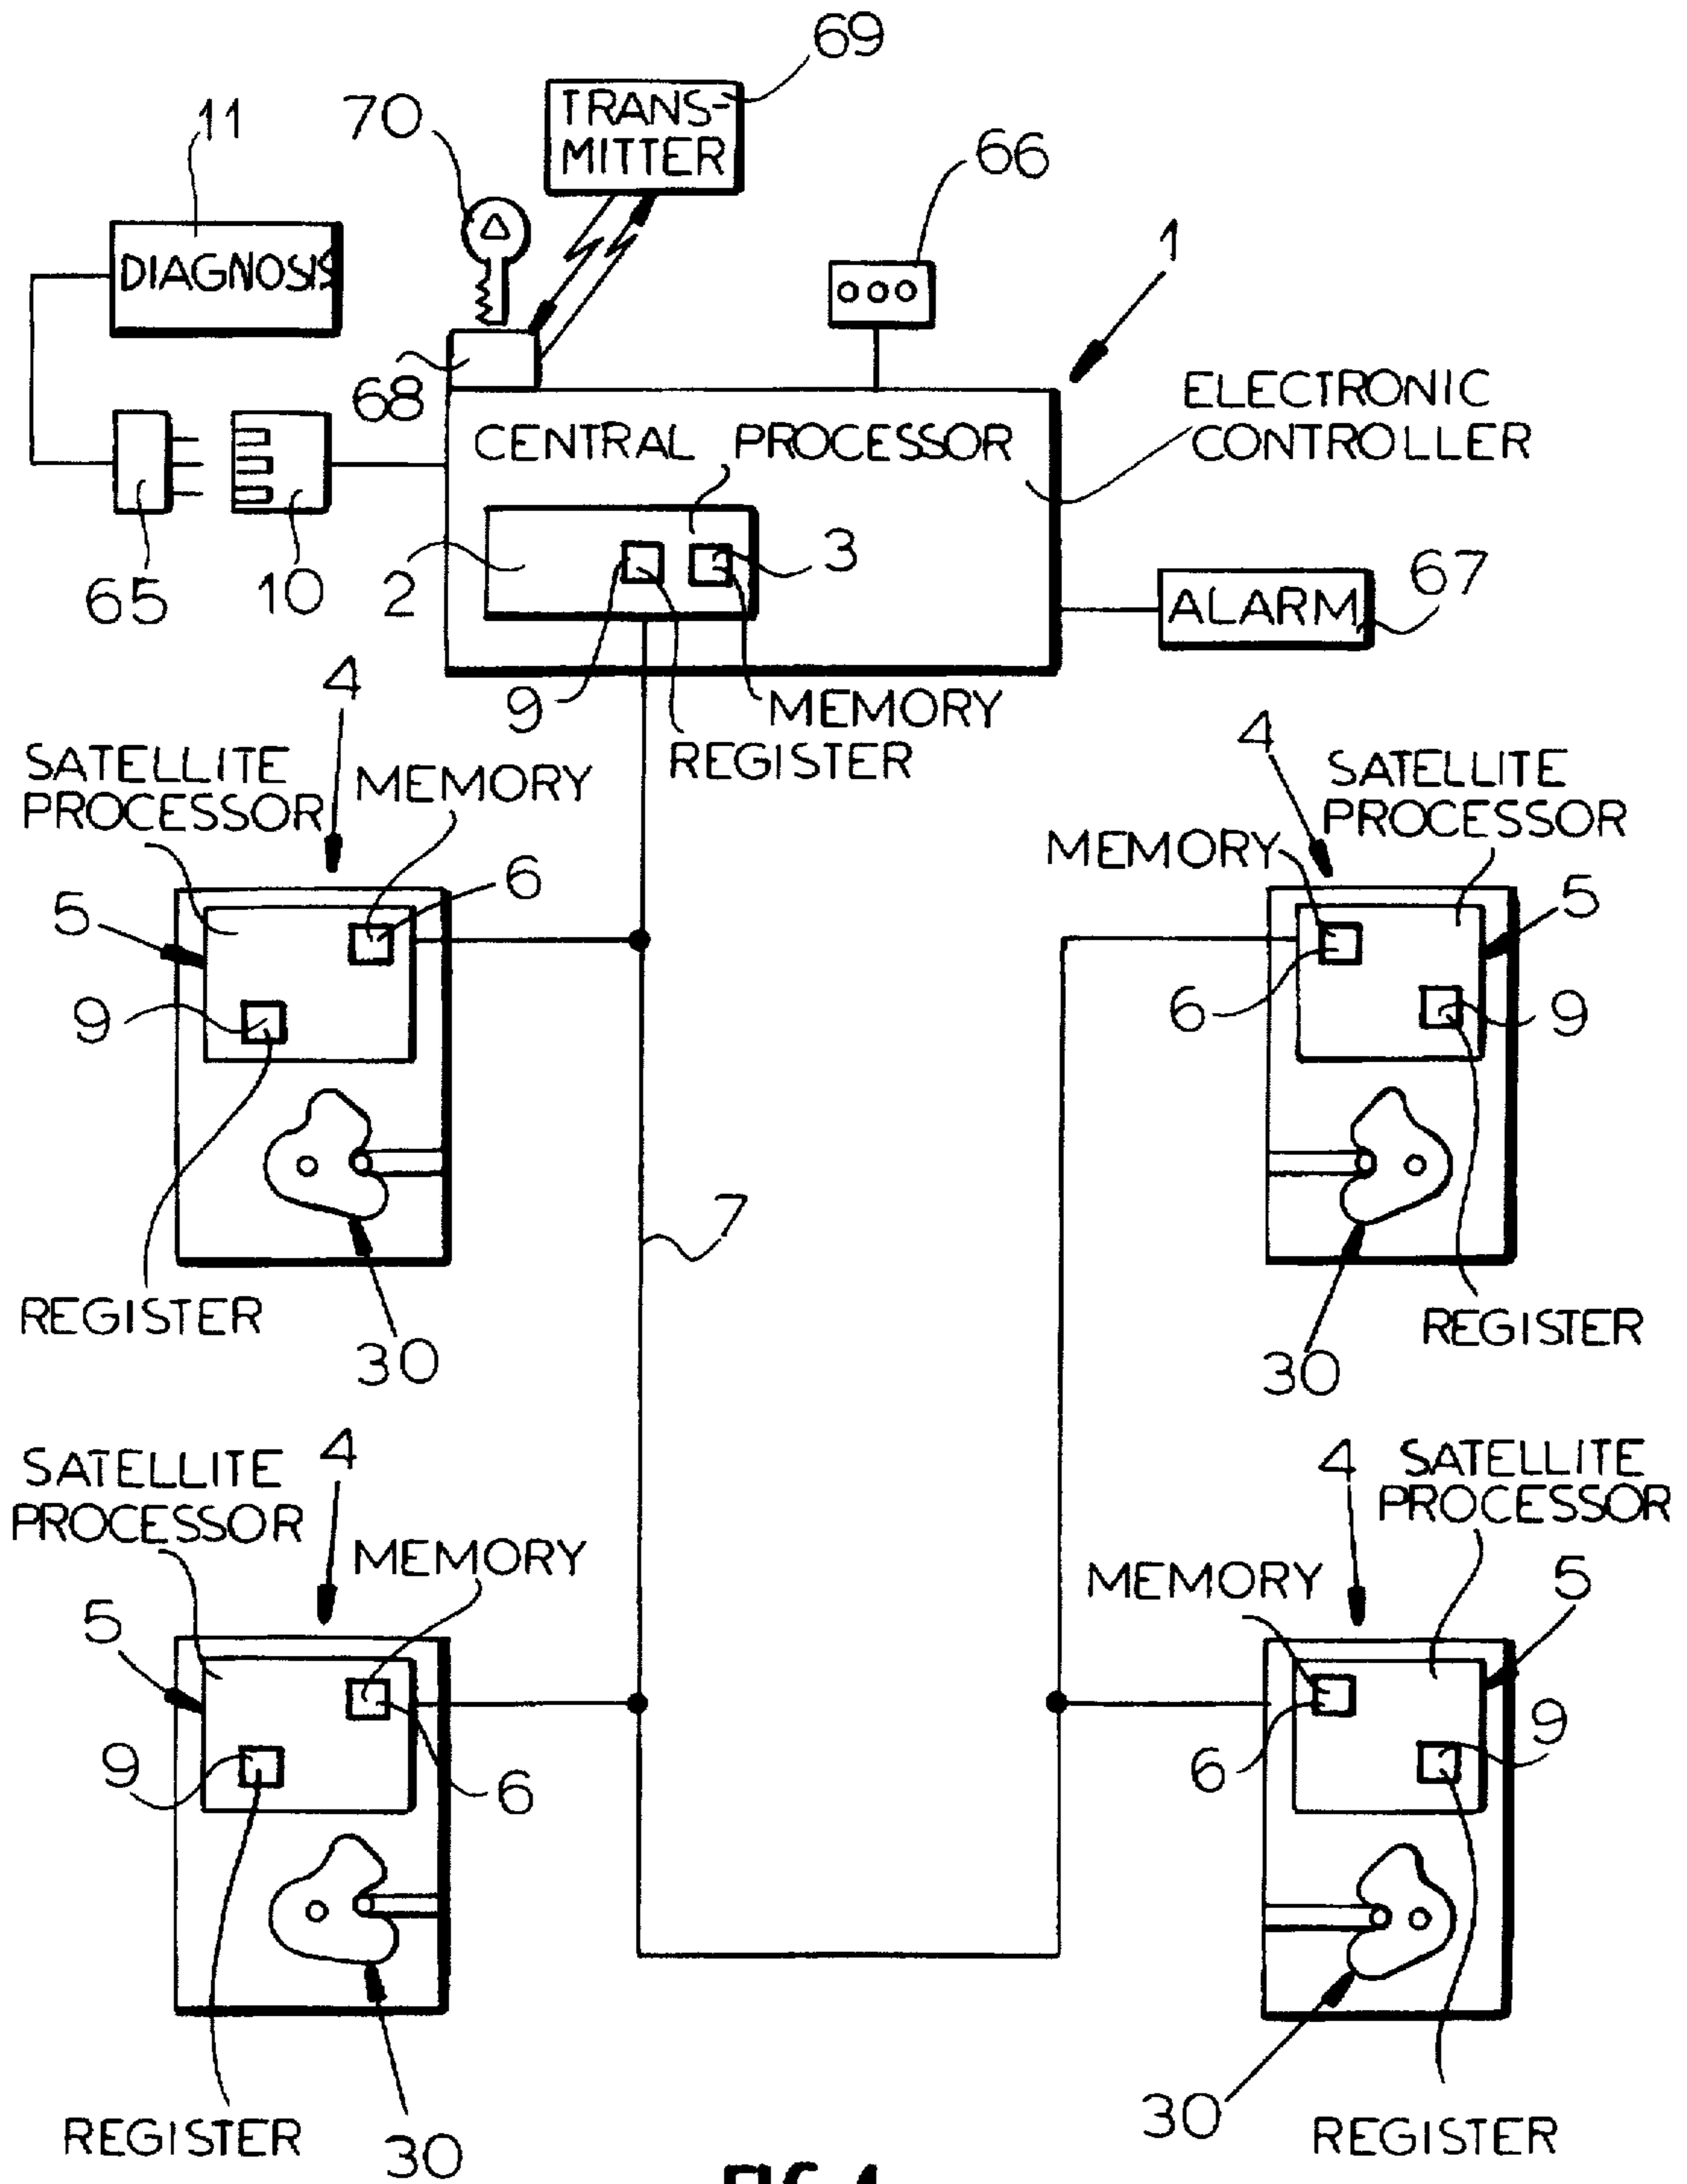 69
TRANS-
MITTER
70
11
66
DIAGNOSIS
1
68
ELECTRONIC
CONTROLLER
CENTRAL PROCESSOR
65
10
2
3
9
MEMORY
REGISTER
ALARM
67
4
SATELLITE
PROCESSOR
MEMORY
6
5
9
REGISTER
30
4
SATELLITE
PROCESSOR
MEMORY
5
6
9
REGISTER
30
7
4
SATELLITE
PROCESSOR
MEMORY
5
9
6
REGISTER
30
4
SATELLITE
PROCESSOR
MEMORY
5
6
9
30
REGISTER